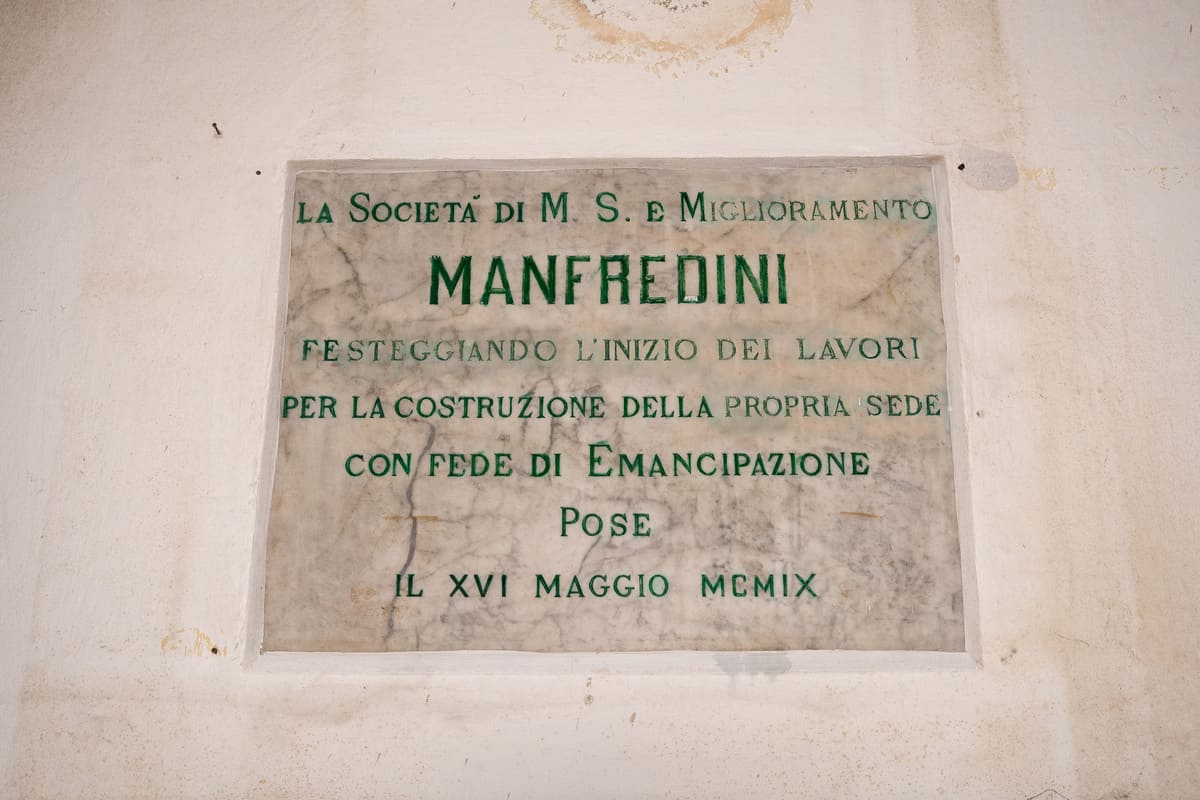 LA SOCIETÀ DI M. S. E MIGLIORAMENTO
MANFREDINI
FESTEGGIANDO L'INIZIO DEI LAVORI
PER LA COSTRUZIONE DELLA PROPRIA SEDE
CON FEDE DI EMANCIPAZIONE
POSE
IL XVI MAGGIO MCMIX